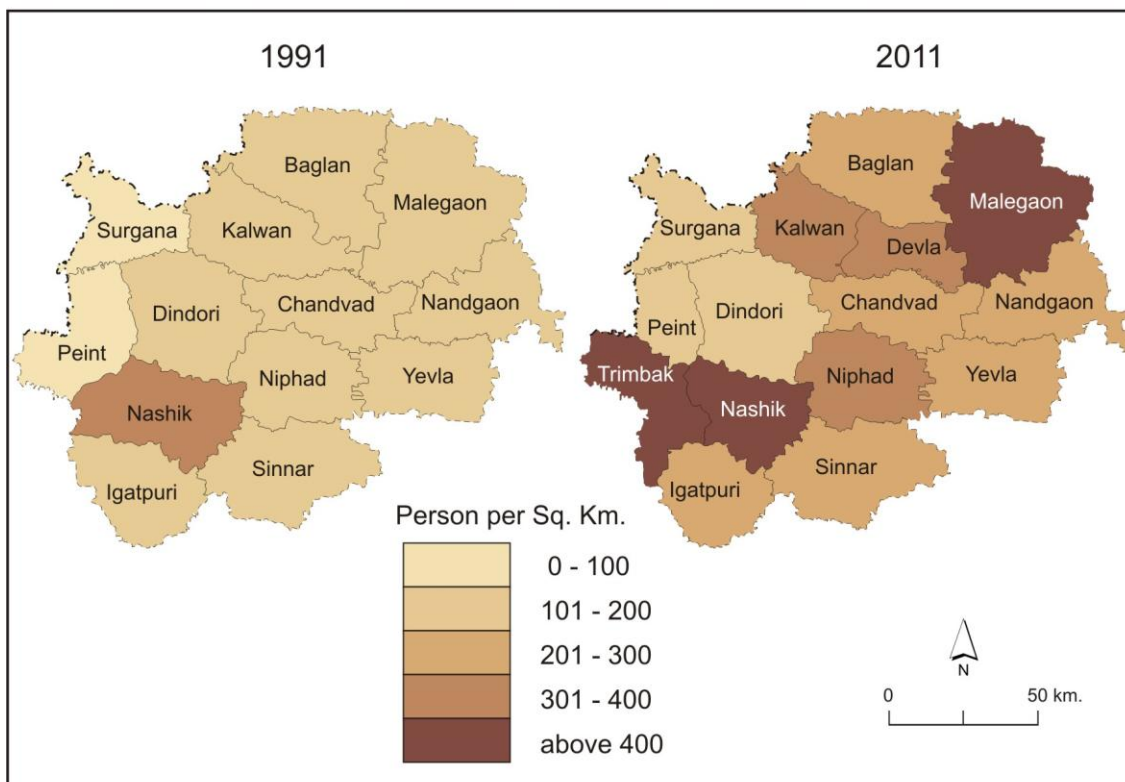 1991
Baglan
Malegaon
Surgana
Kalwan
Chandvad
Nandgaon
Dindori
Peint
Niphad
Yevla
Nashik
Sinnar
Igatpuri
2011
Baglan
Malegaon
Surgana
Kalwan
Devla
Nandgaon
Chandvad
Dindori
Peint
Trimbak
Niphad
Yevla
Nashik
Sinnar
Igatpuri
Person per Sq. Km.
0 - 100
101 - 200
201 - 300
301 - 400
above 400
N
0 50 km.